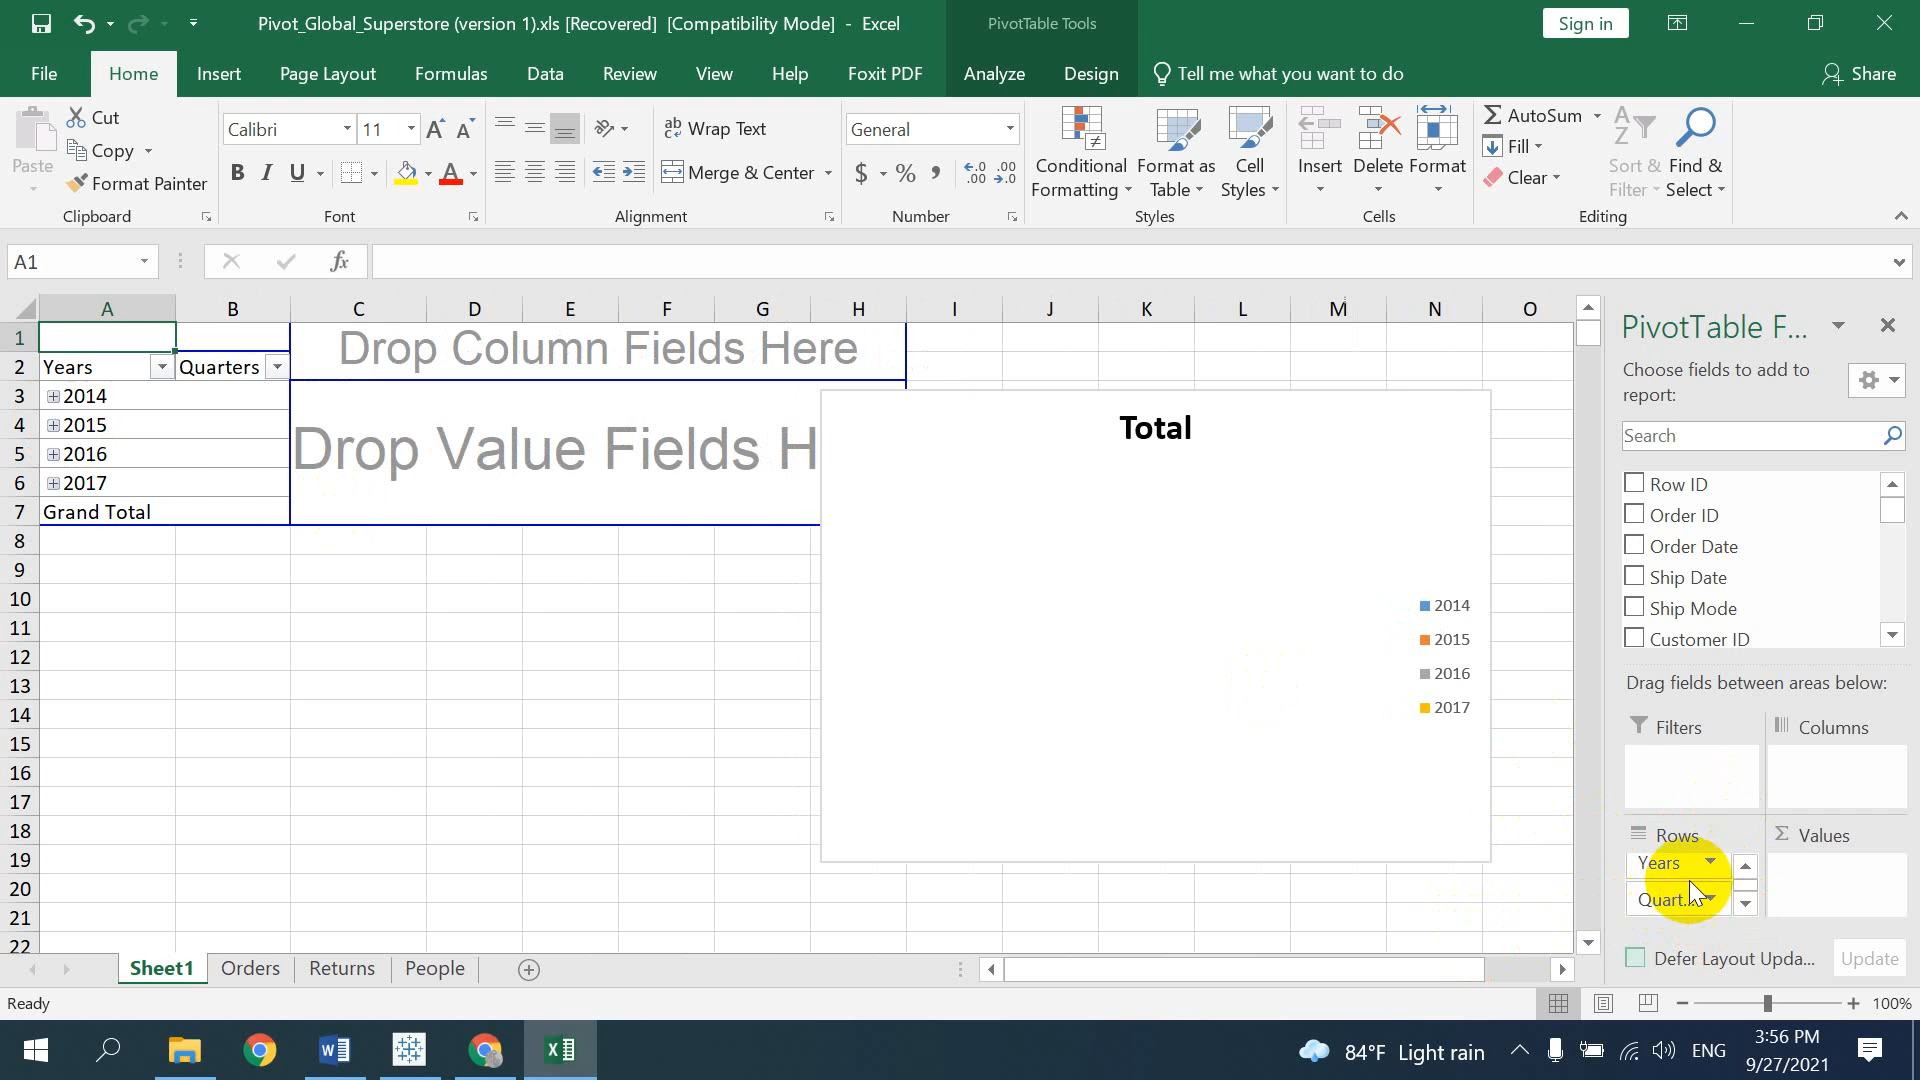 Pivot_Global_Superstore (version 1).xls [Recovered]  [Compatibility Mode]  -  Excel
PivotTable Tools
Sign in
File
Home
Insert
Page Layout
Formulas
Data
Review
View
Help
Foxit PDF
Analyze
Design
Tell me what you want to do
Share
Paste
Cut
Copy
Format Painter
Clipboard
Calibri
11
A A
B I U
A
Font
ab Wrap Text
Merge & Center
Alignment
General
$ % ,
.00 .0
.00
Number
Conditional Formatting
Format as Table
Cell Styles
Styles
Insert
Delete
Format
Cells
AutoSum
Fill
Clear
Sort & Filter
Find & Select
Editing
A1
fx
A B C D E F G H I J K L M N O
1 Drop Column Fields Here
2 Years Quarters
3 2014
4 2015
5 2016
6 2017
Drop Value Fields H
7 Grand Total
8
9
10
11
12
13
14
15
16
17
18
19
20
21
22
Total
2014
2015
2016
2017
PivotTable F...
Choose fields to add to
report:
Search
Row ID
Order ID
Order Date
Ship Date
Ship Mode
Customer ID
Drag fields between areas below:
Filters
Columns
Rows
Σ Values
Years
Quart...
Defer Layout Upda...
Update
Sheet1
Orders
Returns
People
Ready
100%
84°F Light rain
ENG
3:56 PM
9/27/2021